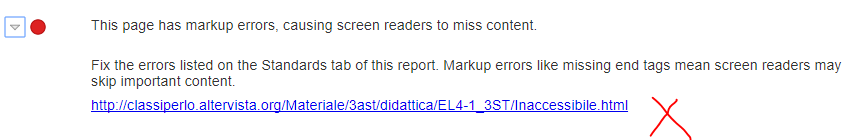 This page has markup errors, causing screen readers to miss content.
Fix the errors listed on the Standards tab of this report. Markup errors like missing end tags mean screen readers may
skip important content.
http://classiperlo.altervista.org/Materiale/3ast/didattica/EL4-1_3ST/Inaccessibile.html